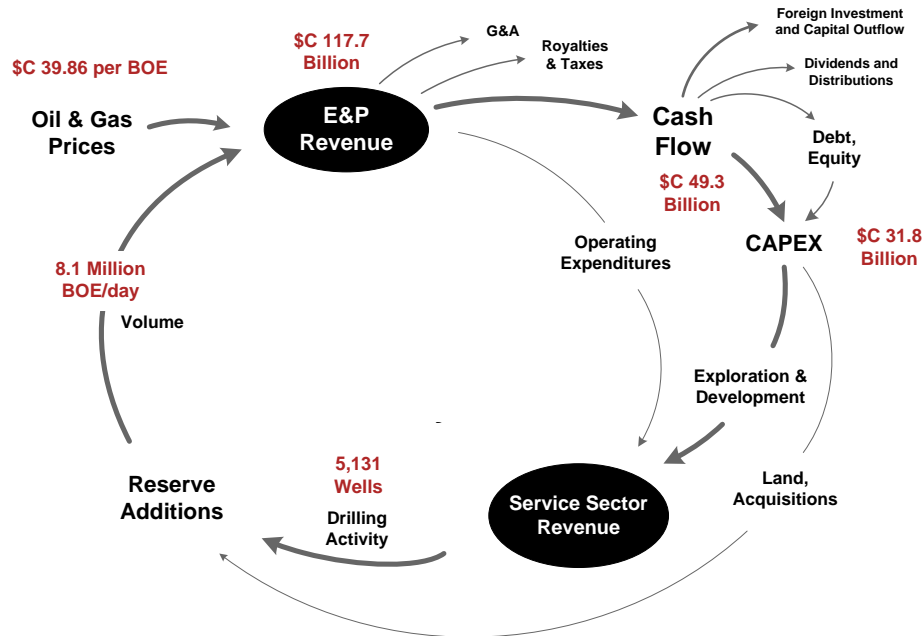 Foreign Investment
and Capital Outflow
$C 117.7
Billion
G&A
Royalties
& Taxes
$C 39.86 per BOE
Dividends and
Distributions
Oil & Gas
Prices
E&P
Revenue
Cash
Flow
Debt,
Equity
$C 49.3
Billion
CAPEX
$C 31.8
Billion
Operating
Expenditures
8.1 Million
BOE/day
Volume
Exploration &
Development
5,131
Wells
Reserve
Additions
Drilling
Activity
Service Sector
Revenue
Land,
Acquisitions